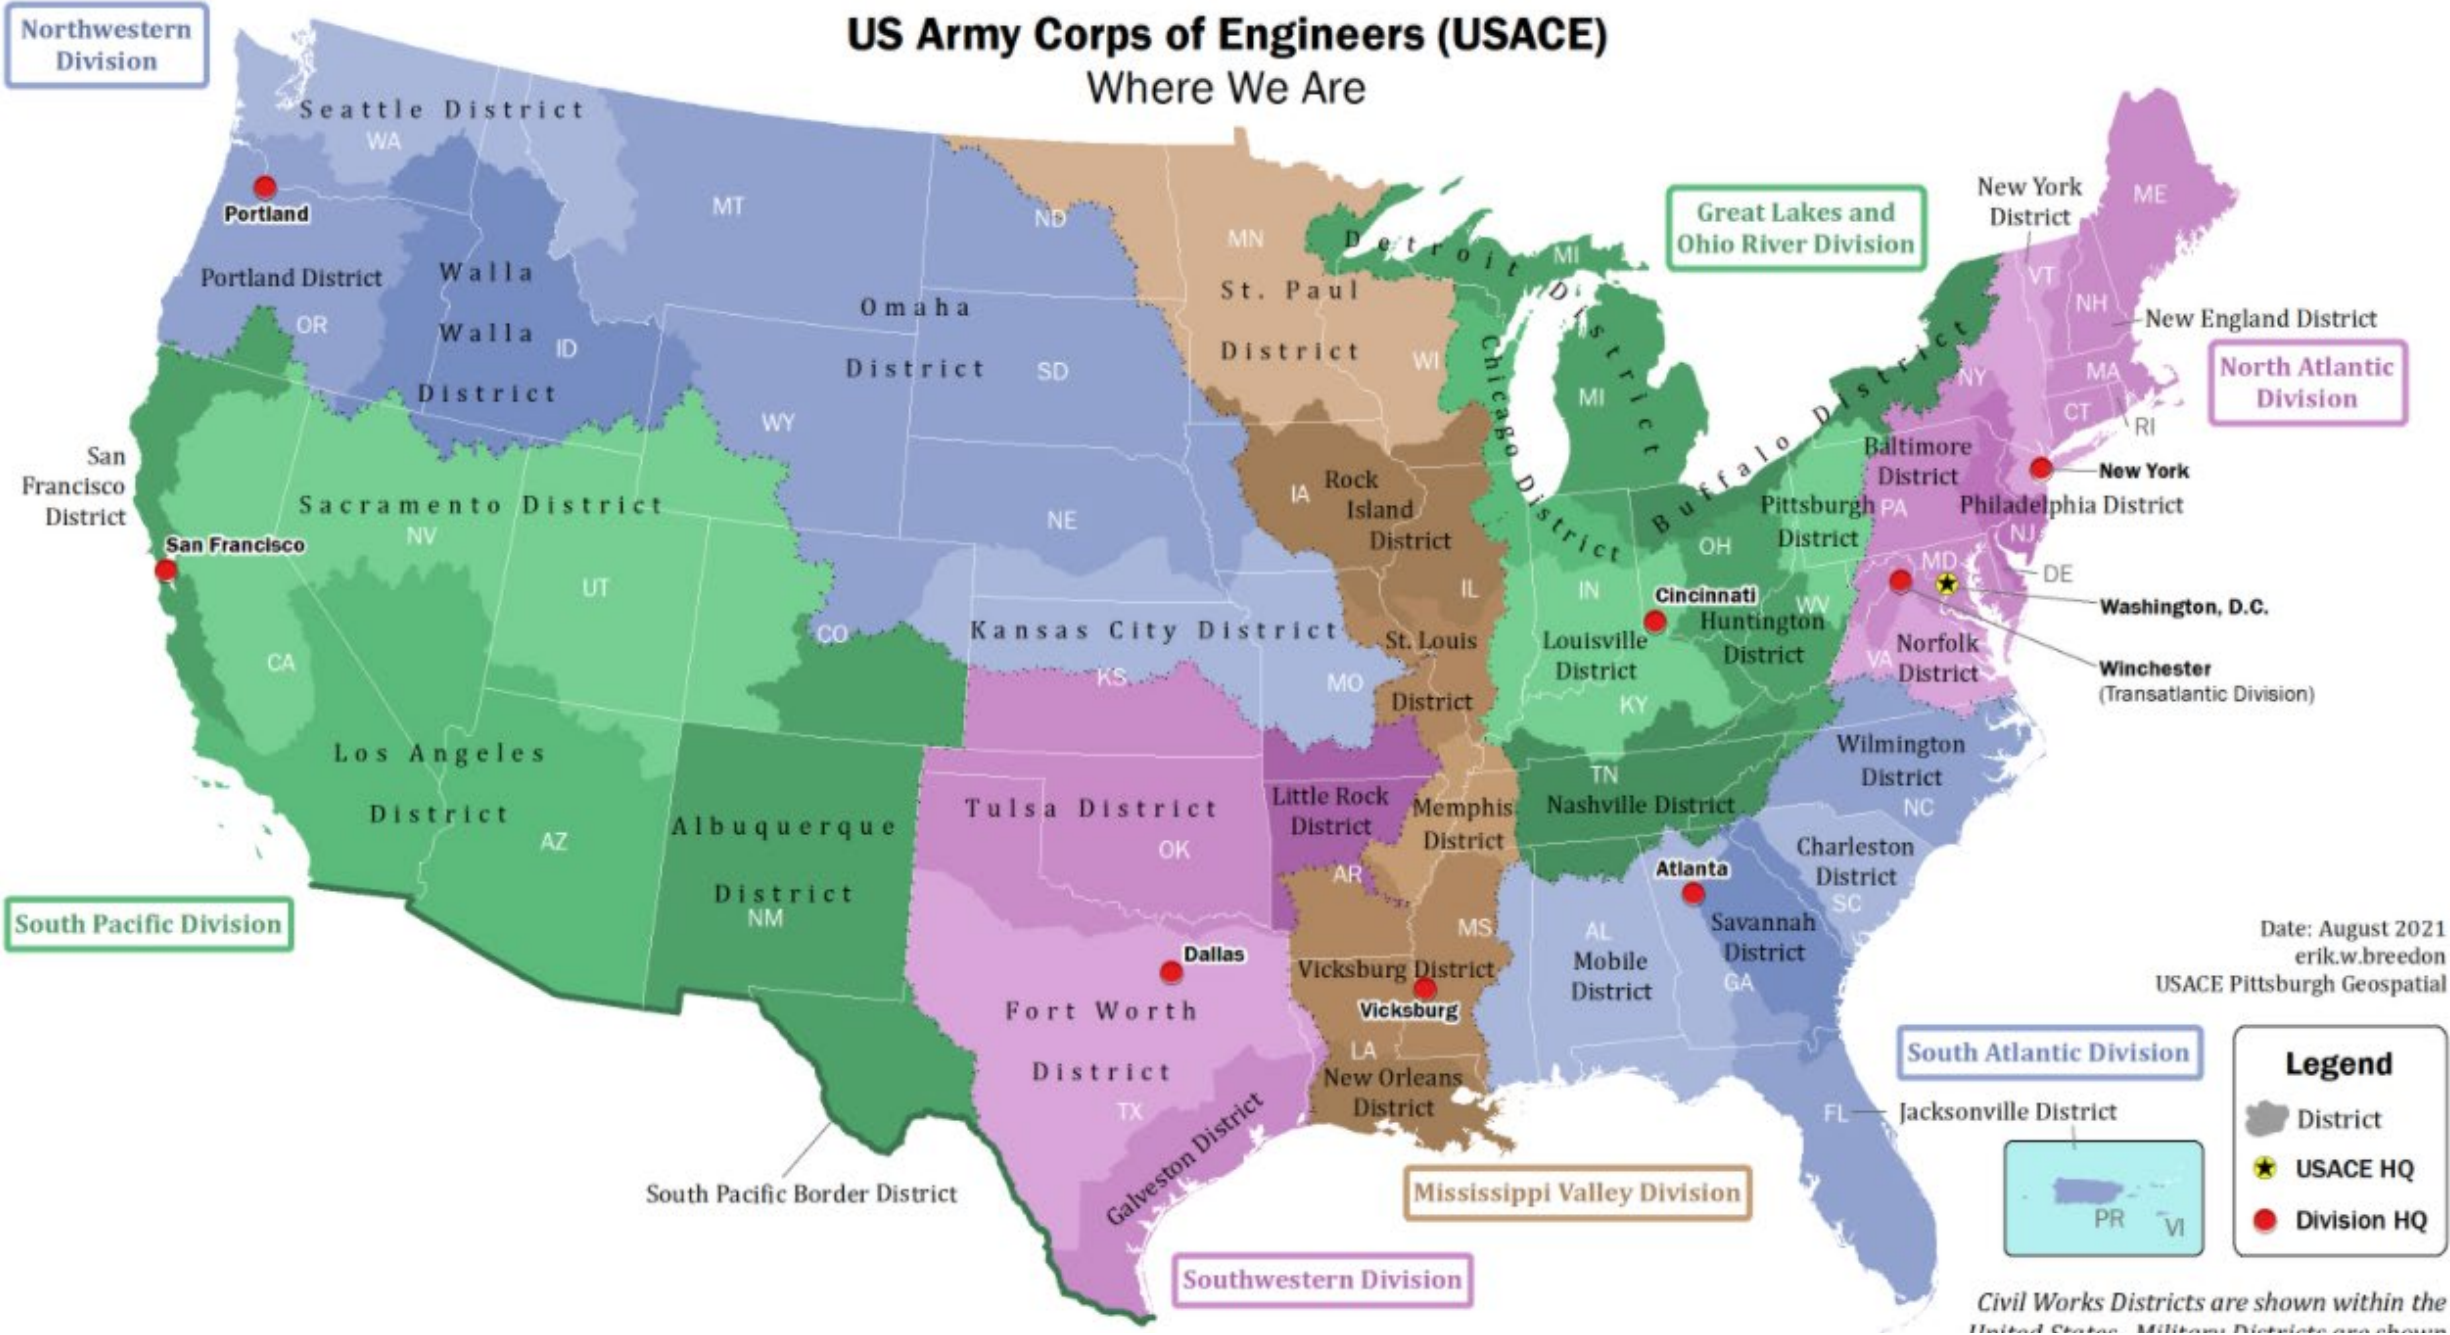 US Army Corps of Engineers (USACE)
Where We Are
Northwestern
Division
Seattle District
WA
Portland
Portland District
OR
Walla
Walla
District
ID
MT
ND
Omaha
District
SD
WY
NE
MN
St. Paul
District
WI
Detroit District
MI
MI
Great Lakes and
Ohio River Division
New York
District
ME
VT
NH
New England District
North Atlantic
Division
MA
CT
RI
NY
Buffalo District
Chicago District
Baltimore
District
New York
Pittsburgh
District
PA
Philadelphia District
NJ
MD
DE
Washington, D.C.
Winchester
(Transatlantic Division)
Norfolk
District
VA
San
Francisco
District
San Francisco
Sacramento District
NV
UT
CA
CO
Los Angeles
District
AZ
Albuquerque
District
NM
South Pacific Division
South Pacific Border District
Kansas City District
KS
MO
IA
Rock
Island
District
IL
St. Louis
District
IN
OH
Cincinnati
Louisville
District
Huntington
District
WV
KY
TN
Nashville District
Tulsa District
OK
Little Rock
District
AR
Memphis
District
MS
Dallas
Fort Worth
District
TX
Galveston District
Southwestern Division
Vicksburg District
Vicksburg
LA
New Orleans
District
Mississippi Valley Division
Wilmington
District
NC
Charleston
District
SC
Atlanta
Savannah
District
GA
AL
Mobile
District
FL
Jacksonville District
South Atlantic Division
PR
VI
Date: August 2021
erik.w.breedon
USACE Pittsburgh Geospatial
Legend
District
USACE HQ
Division HQ
Civil Works Districts are shown within the
United States. Military Districts are shown